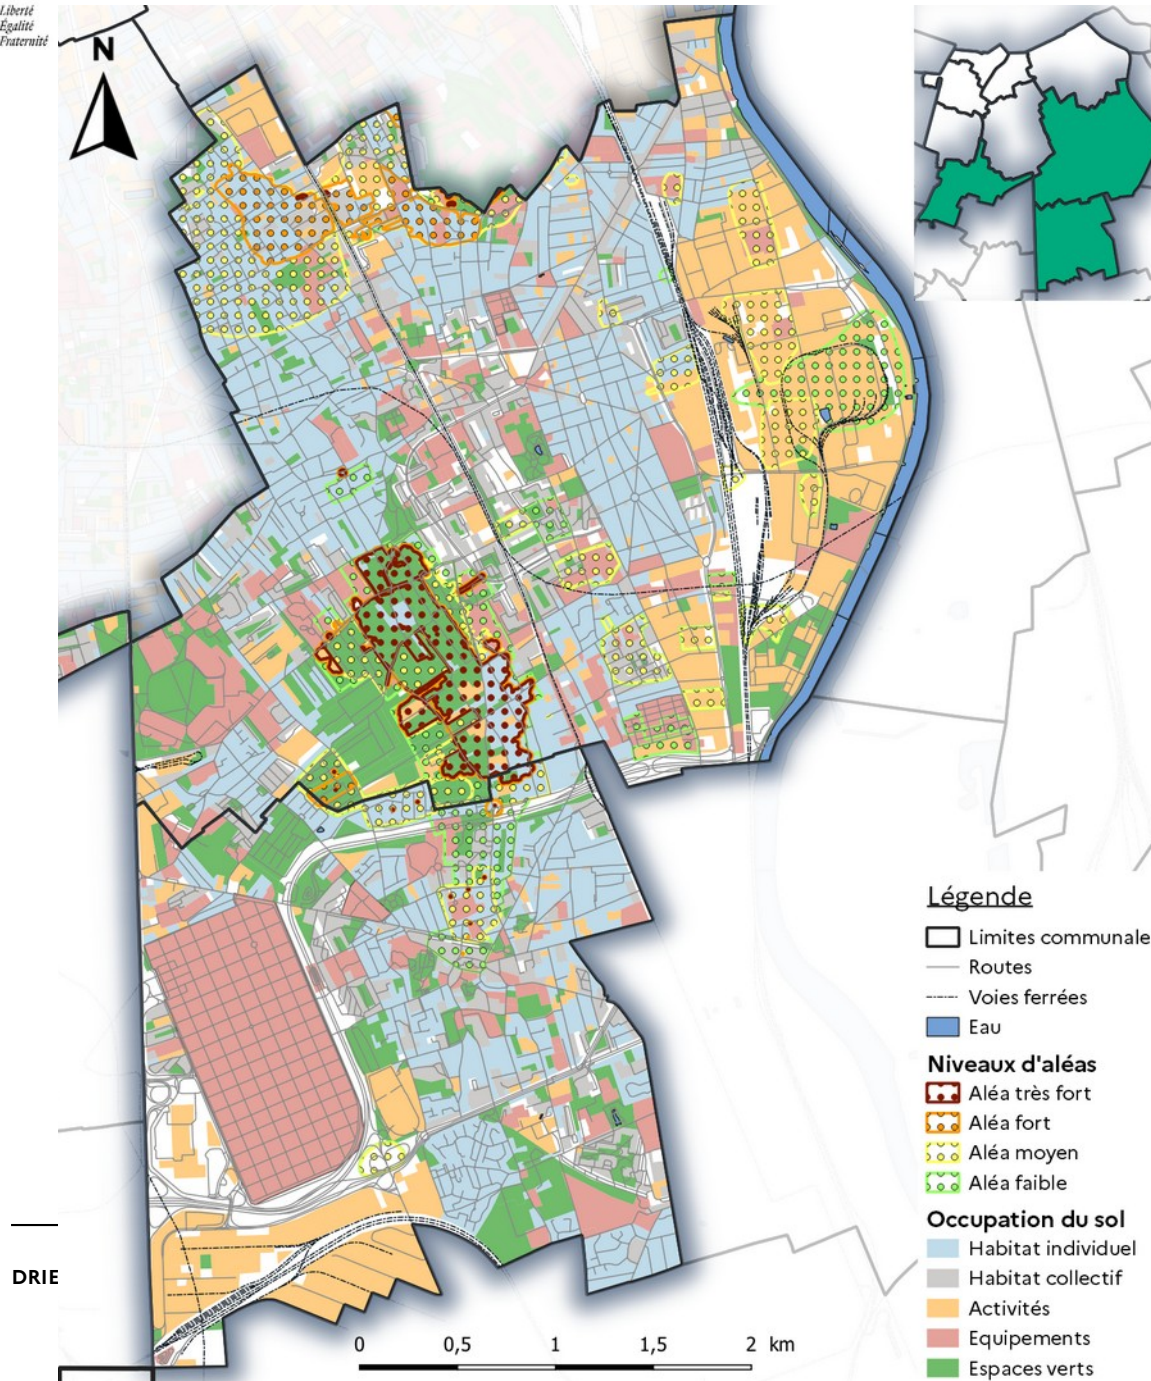 Liberté
Égalité
Fraternité
N
Légende
Limites communale
Routes
Voies ferrées
Eau
Niveaux d'aléas
Aléa très fort
Aléa fort
Aléa moyen
Aléa faible
Occupation du sol
Habitat individuel
Habitat collectif
Activités
Equipements
Espaces verts
DRIE
0 0,5 1 1,5 2 km